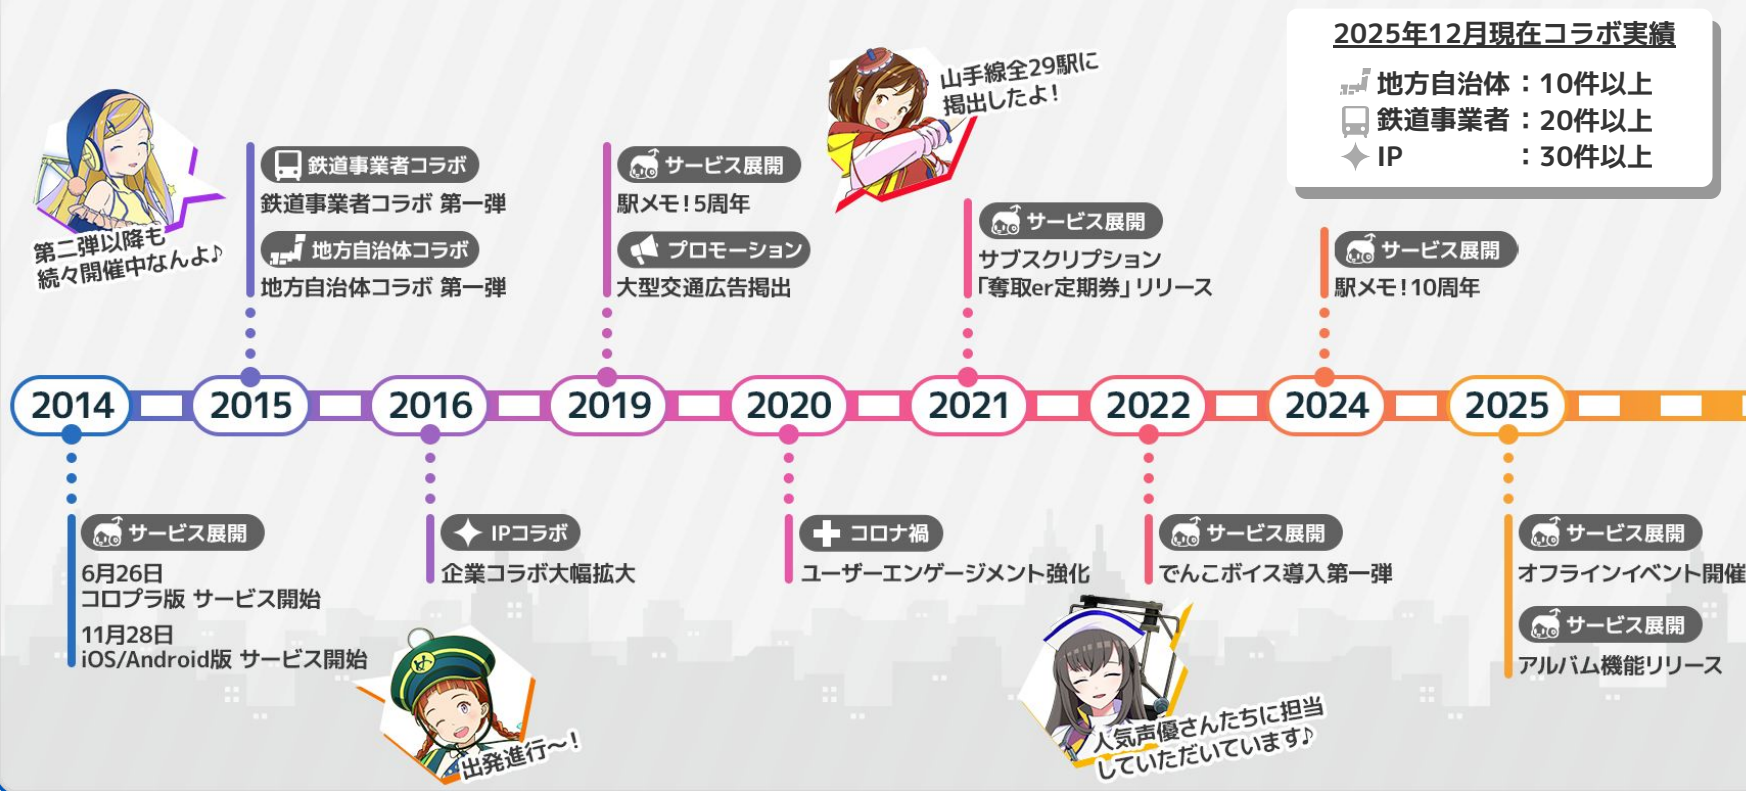 2025年12月現在コラボ実績
地方自治体：10件以上
鉄道事業者：20件以上
IP：30件以上
第二弾以降も
続々開催中なんよ♪
鉄道事業者コラボ
鉄道事業者コラボ 第一弾
地方自治体コラボ
地方自治体コラボ 第一弾
サービス展開
駅メモ！5周年
プロモーション
大型交通広告掲出
山手線全29駅に
掲出したよ！
サービス展開
サブスクリプション
「奪取er定期券」リリース
サービス展開
駅メモ！10周年
2014
2015
2016
2019
2020
2021
2022
2024
2025
サービス展開
6月26日
コロプラ版 サービス開始
11月28日
iOS/Android版 サービス開始
IPコラボ
企業コラボ大幅拡大
め
出発進行～！
コロナ禍
ユーザーエンゲージメント強化
サービス展開
でんこボイス導入第一弾
人気声優さんたちに担当
していただいています♪
サービス展開
オフラインイベント開催
サービス展開
アルバム機能リリース